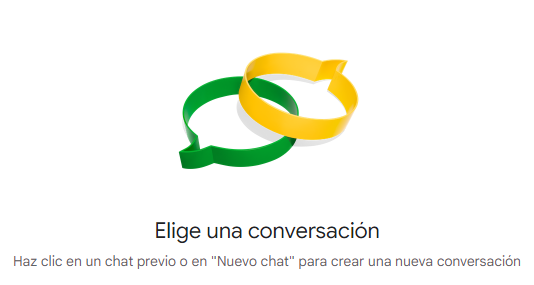 Elige una conversación
Haz clic en un chat previo o en "Nuevo chat" para crear una nueva conversación